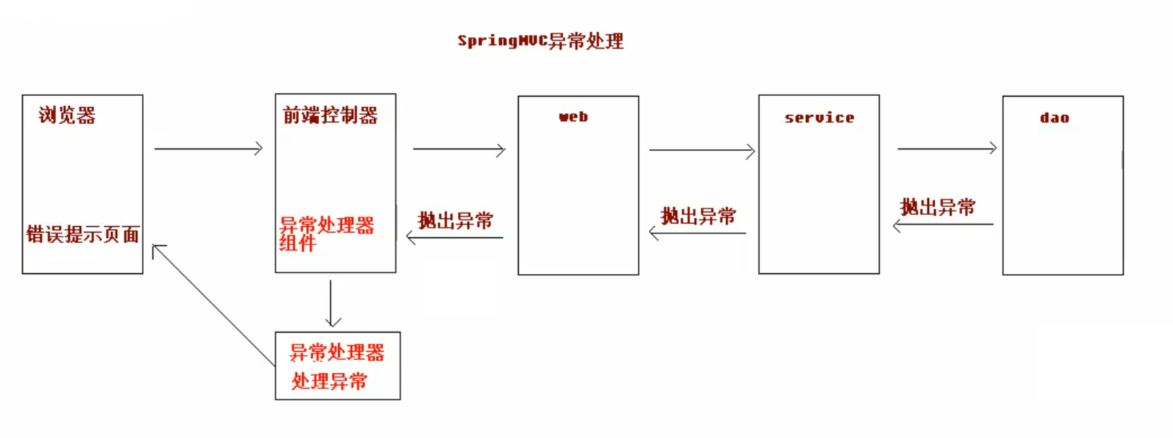 SpringMVC异常处理
浏览器
前端控制器
web
service
dao
错误提示页面
异常处理器
组件
抛出异常
抛出异常
抛出异常
异常处理器
处理异常